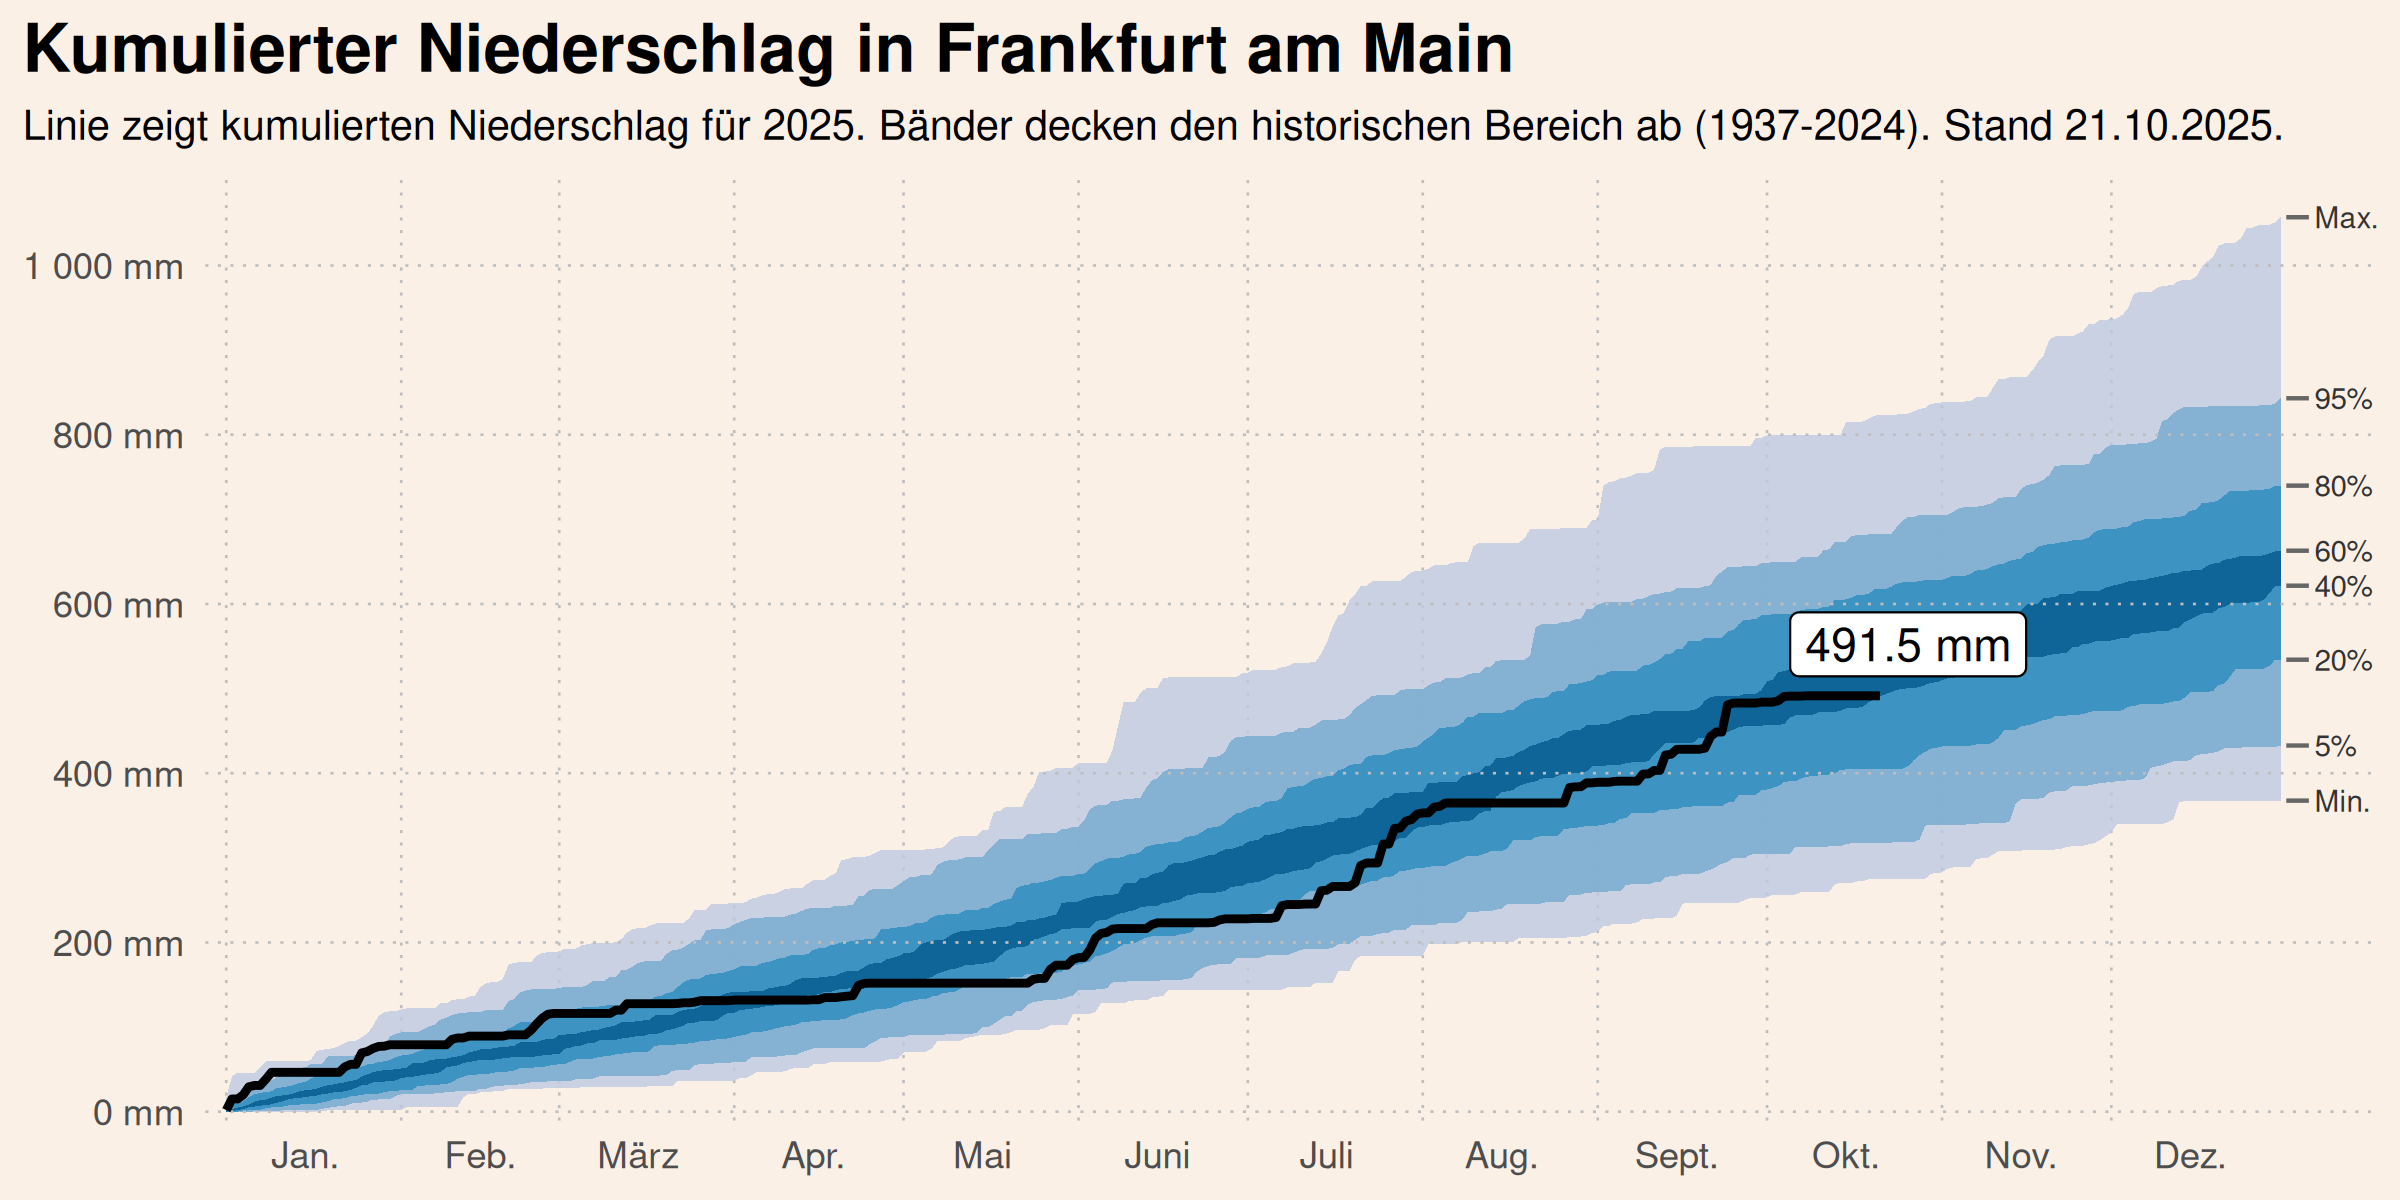 Kumulierter Niederschlag in Frankfurt am Main
Linie zeigt kumulierten Niederschlag für 2025. Bänder decken den historischen Bereich ab (1937-2024). Stand 21.10.2025.
Max.
1 000 mm
95%
800 mm
80%
60%
40%
600 mm
491.5 mm
20%
5%
400 mm
Min.
200 mm
0 mm
Jan. Feb. März Apr. Mai Juni Juli Aug. Sept. Okt. Nov. Dez.